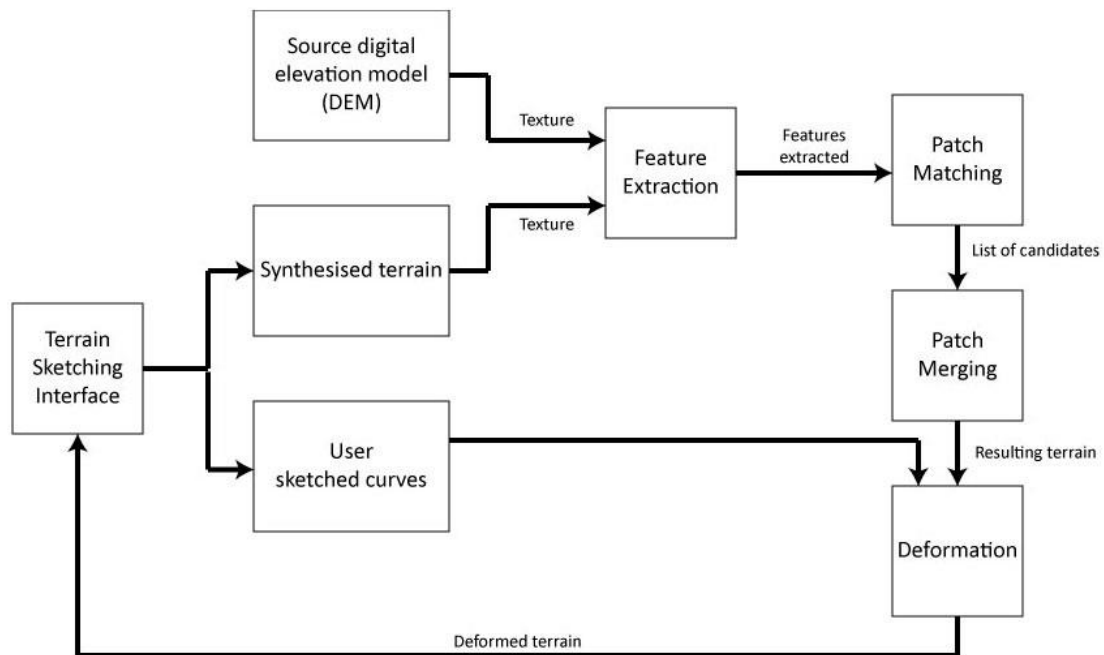 Source digital
elevation model
(DEM)
Texture
Feature
Extraction
Features
extracted
Patch
Matching
Synthesised terrain
Texture
List of candidates
Terrain
Sketching
Interface
Patch
Merging
User
sketched curves
Resulting terrain
Deformation
Deformed terrain